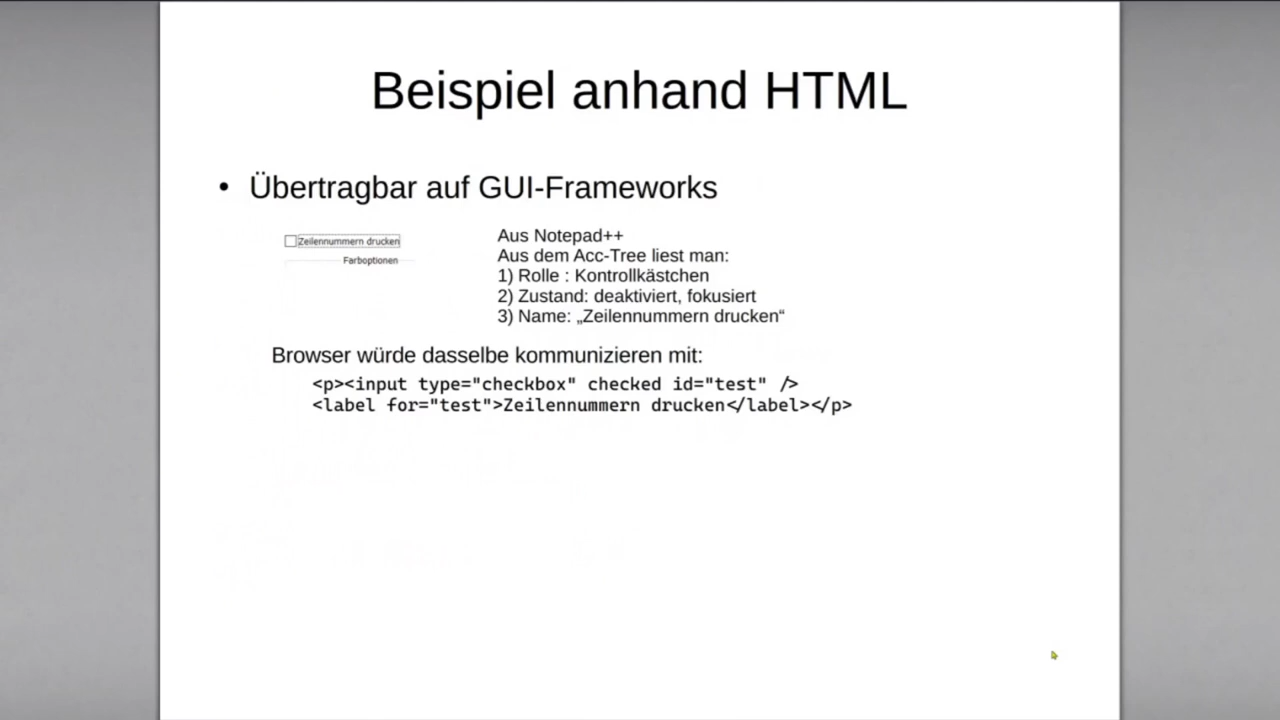 Beispiel anhand HTML
• Übertragbar auf GUI-Frameworks
Zeilennummern drucken
Farboptionen
Aus Notepad++
Aus dem Acc-Tree liest man:
1) Rolle : Kontrollkästchen
2) Zustand: deaktiviert, fokusiert
3) Name: „Zeilennummern drucken“
Browser würde dasselbe kommunizieren mit:
<p><input type="checkbox" checked id="test" />
<label for="test">Zeilennummern drucken</label></p>